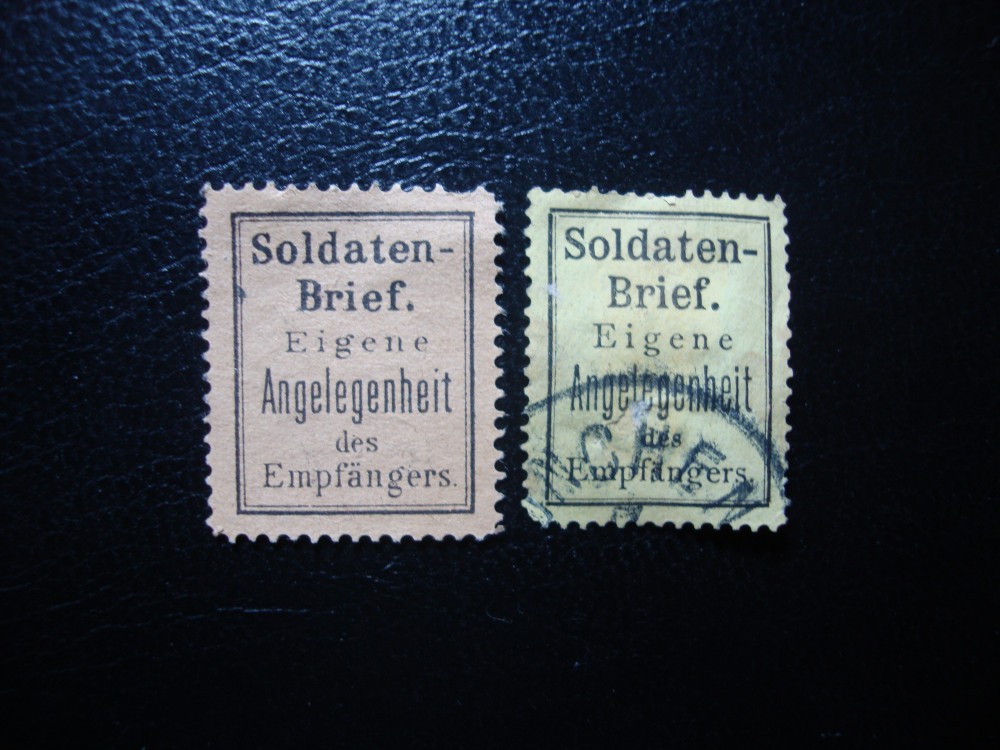 Soldaten-
Brief.
Eigene
Angelegenheit
des
Empfängers.
Soldaten-
Brief.
Eigene
Angelegenheit
des
Empfängers.